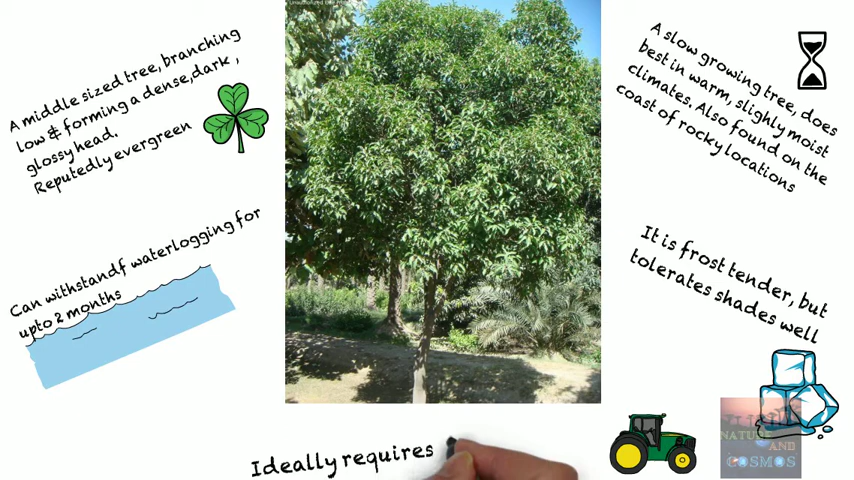 A middle sized tree, branching
low & forming a dense,dark ,
glossy head.
Reputedly evergreen
Can withstandf waterlogging for
upto 2 months
A slow growing tree, does
best in warm, slighly moist
climates. Also found on the
coast of rocky locations
It is frost tender, but
tolerates shades well
Ideally requires
NATURE
AND
COSMOS